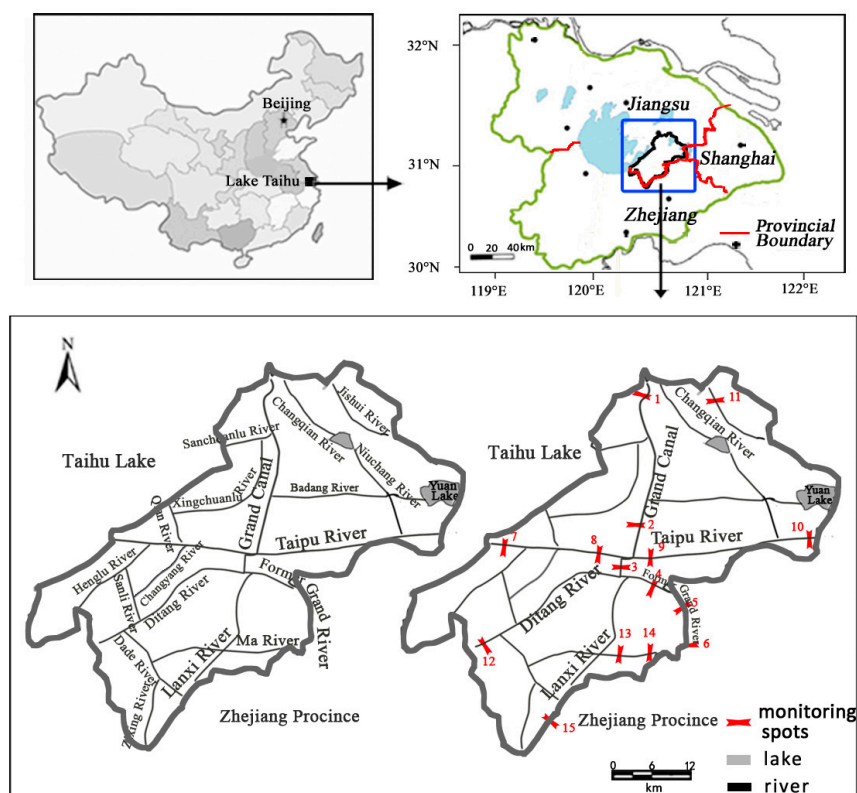 Beijing
Lake Taihu
32°N
31°N
30°N
119°E
120°E
121°E
122°E
Jiangsu
Shanghai
Zhejiang
Provincial
Boundary
0 20 40km
N
Taihu Lake
Sanchuanlu River
Xingchuanlu
River
Grand Canal
Changqian River
Jishui River
Niuchang River
Badang River
Yuan
Lake
Taipu River
Henglu River
Sanli River
Changyang River
Ditang River
Former Grand River
Dade River
Lanxi River
Ma River
Zhejiang Procince
Taihu Lake
1
11
Changqian River
Grand Canal
Yuan
Lake
2
Taipu River
10
7
8
9
3
4
Ditang River
Grand River
5
6
12
13
14
Lanxi River
15
Zhejiang Procince
monitoring
spots
lake
river
0 6 12
km